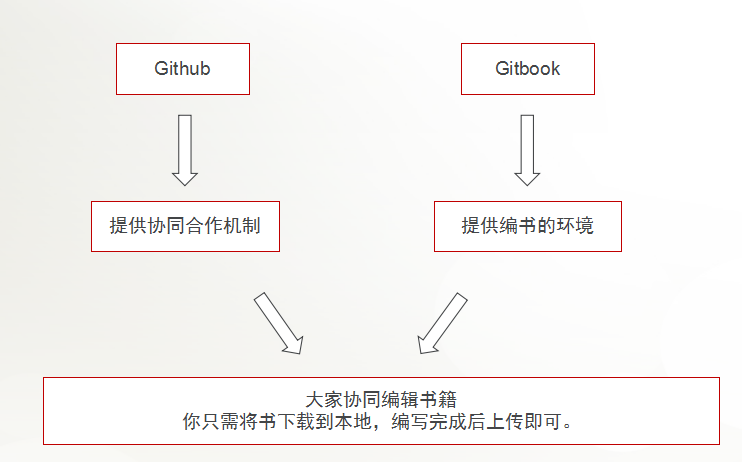 Github
Gitbook
提供协同合作机制
提供编书的环境
大家协同编辑书籍
你只需将书下载到本地，编写完成后上传即可。